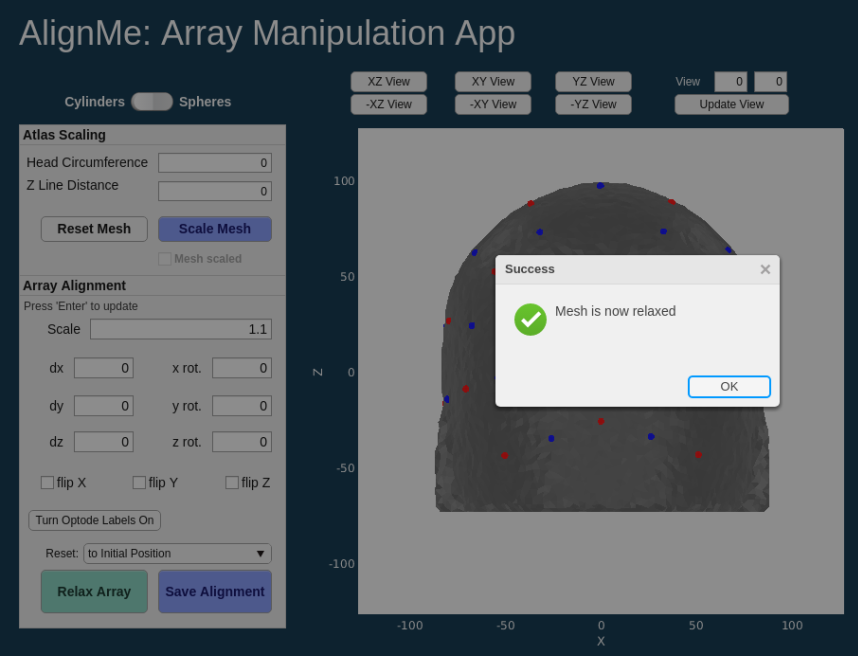 AlignMe: Array Manipulation App
Cylinders Spheres
XZ View XY View YZ View View 0 0
-XZ View -XY View -YZ View Update View
Atlas Scaling
Head Circumference 0
Z Line Distance 0
Reset Mesh Scale Mesh
Mesh scaled
Array Alignment
Press 'Enter' to update
Scale 1.1
dx 0 x rot. 0
dy 0 y rot. 0
dz 0 z rot. 0
flip X flip Y flip Z
Turn Optode Labels On
Reset: to Initial Position
Relax Array Save Alignment
100
50
0
-50
-100
Z
-100 -50 0 50 100
X
Success
Mesh is now relaxed
OK